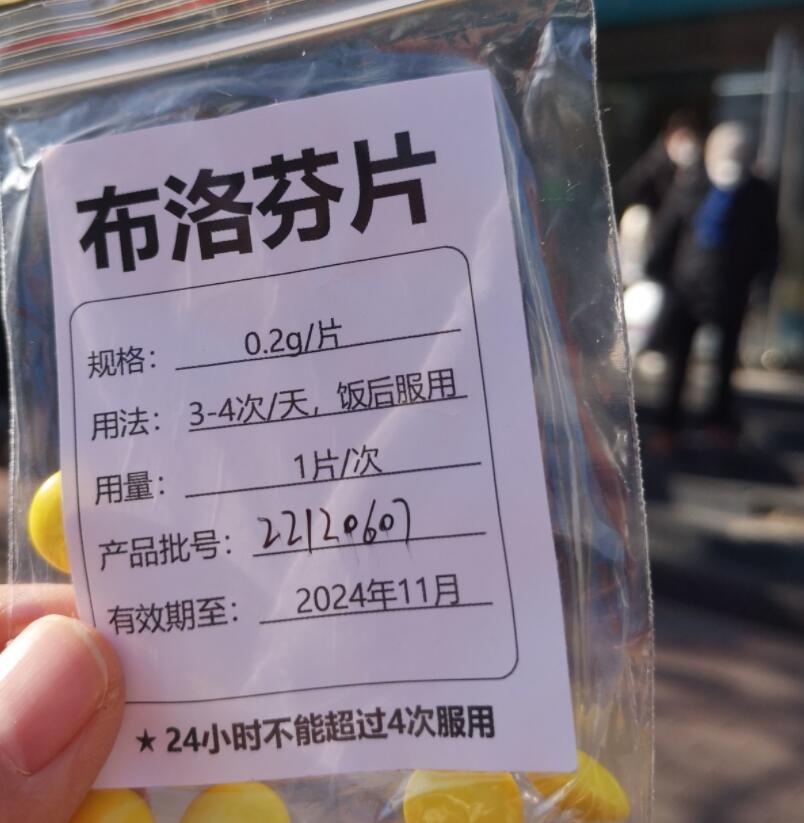 布洛芬片
规格： 0.2g/片
用法： 3-4次/天，饭后服用
用量： 1片/次
产品批号： 22120607
有效期至： 2024年11月
★ 24小时不能超过4次服用